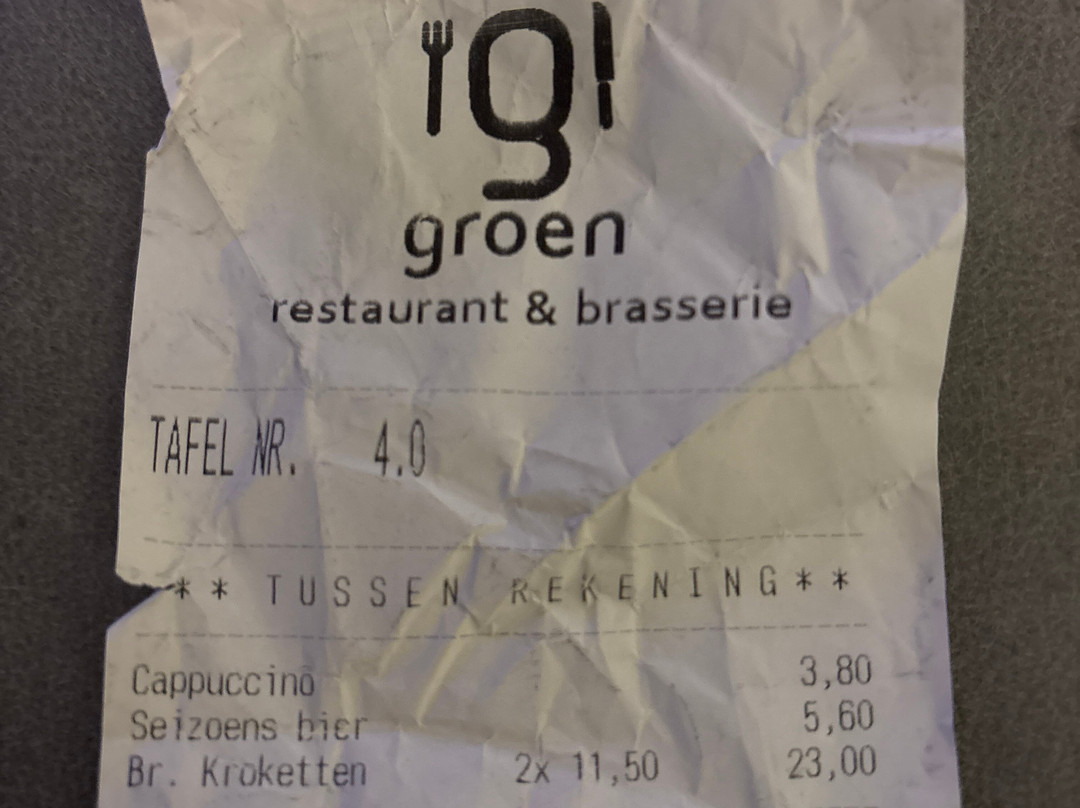 g
groen
restaurant & brasserie
TAFEL NR. 4.0
** TUSSEN REKENING**
Cappuccino 3,80
Seizoens bier 5,60
Br. Kroketten 2x 11,50 23,00